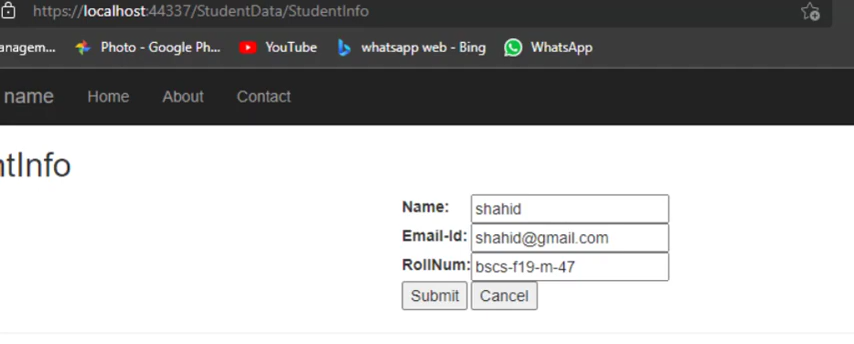 https://localhost:44337/StudentData/StudentInfo
anagem... Photo - Google Ph... YouTube whatsapp web - Bing WhatsApp
name Home About Contact
ntInfo
Name: shahid
Email-Id: shahid@gmail.com
RollNum: bscs-f19-m-47
Submit Cancel